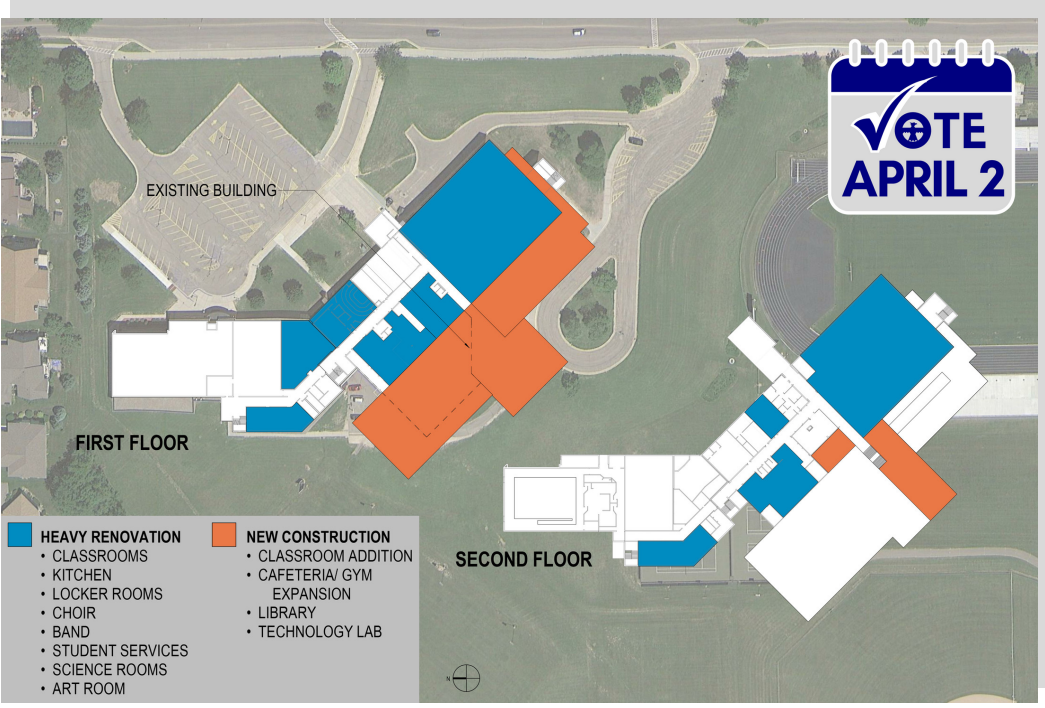 VOTE
APRIL 2
EXISTING BUILDING
FIRST FLOOR
SECOND FLOOR
HEAVY RENOVATION
• CLASSROOMS
• KITCHEN
• LOCKER ROOMS
• CHOIR
• BAND
• STUDENT SERVICES
• SCIENCE ROOMS
• ART ROOM
NEW CONSTRUCTION
• CLASSROOM ADDITION
• CAFETERIA/ GYM
EXPANSION
• LIBRARY
• TECHNOLOGY LAB
N